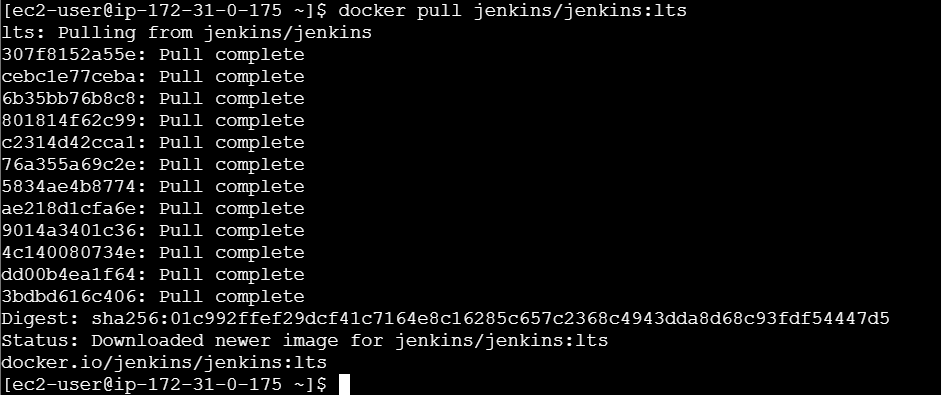 [ec2-user@ip-172-31-0-175 ~]$ docker pull jenkins/jenkins:lts
lts: Pulling from jenkins/jenkins
307f8152a55e: Pull complete
cebc1e77ceba: Pull complete
6b35bb76b8c8: Pull complete
801814f62c99: Pull complete
c2314d42cca1: Pull complete
76a355a69c2e: Pull complete
5834ae4b8774: Pull complete
ae218d1cfa6e: Pull complete
9014a3401c36: Pull complete
4c140080734e: Pull complete
dd00b4ea1f64: Pull complete
3bdbd616c406: Pull complete
Digest: sha256:01c992ffef29dcf41c7164e8c16285c657c2368c4943dda8d68c93fdf54447d5
Status: Downloaded newer image for jenkins/jenkins:lts
docker.io/jenkins/jenkins:lts
[ec2-user@ip-172-31-0-175 ~]$